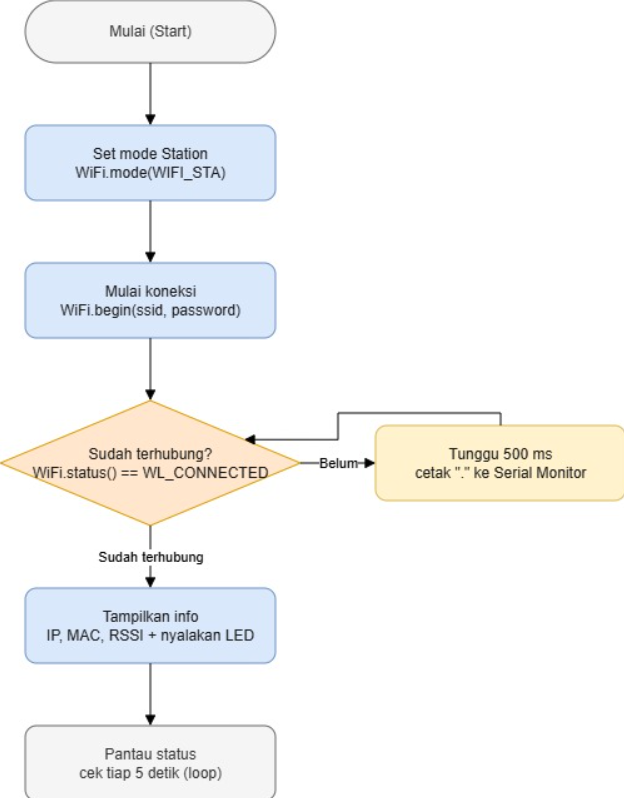 Mulai (Start)
Set mode Station
WiFi.mode(WIFI_STA)
Mulai koneksi
WiFi.begin(ssid, password)
Sudah terhubung?
WiFi.status() == WL_CONNECTED
Belum
Tunggu 500 ms
cetak "." ke Serial Monitor
Sudah terhubung
Tampilkan info
IP, MAC, RSSI + nyalakan LED
Pantau status
cek tiap 5 detik (loop)